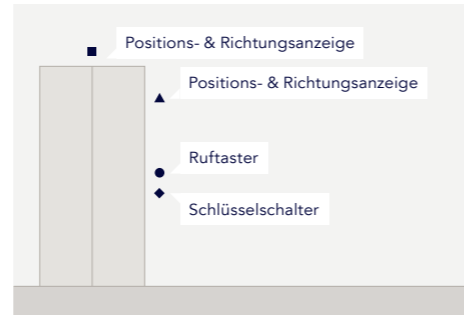 Positions- & Richtungsanzeige
Positions- & Richtungsanzeige
Ruftaster
Schlüsselschalter